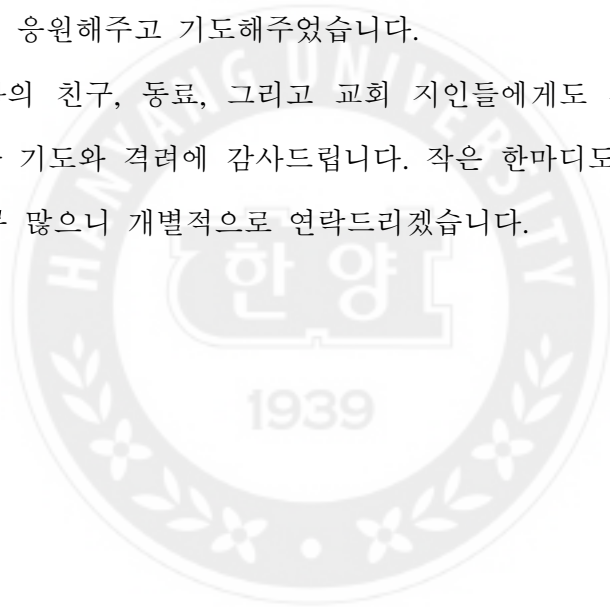 응원해주고 기도해주었습니다.
의 친구, 동료, 그리고 교회 지인들에게도
기도와 격려에 감사드립니다. 작은 한마디도
많으니 개별적으로 연락드리겠습니다.
HANYANG UNIVERSITY
한양
1939